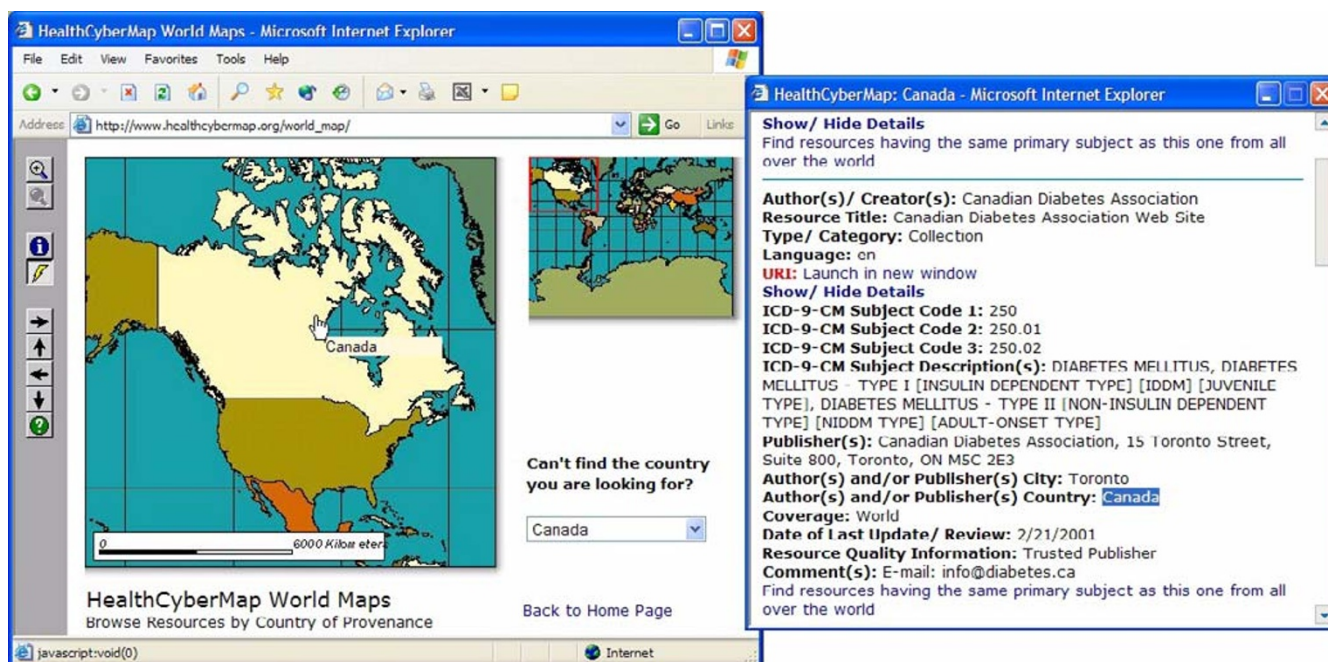 HealthCyberMap World Maps - Microsoft Internet Explorer
File Edit View Favorites Tools Help
Address http://www.healthcybermap.org/world_map/ Go Links
Canada
0 6000 Kilometers
Can't find the country
you are looking for?
Canada
HealthCyberMap World Maps
Browse Resources by Country of Provenance
Back to Home Page
javascript:void(0) Internet
HealthCyberMap: Canada - Microsoft Internet Explorer
Show/ Hide Details
Find resources having the same primary subject as this one from all
over the world
Author(s)/ Creator(s): Canadian Diabetes Association
Resource Title: Canadian Diabetes Association Web Site
Type/ Category: Collection
Language: en
URI: Launch in new window
Show/ Hide Details
ICD-9-CM Subject Code 1: 250
ICD-9-CM Subject Code 2: 250.01
ICD-9-CM Subject Code 3: 250.02
ICD-9-CM Subject Description(s): DIABETES MELLITUS, DIABETES
MELLITUS - TYPE I [INSULIN DEPENDENT TYPE] [IDDM] [JUVENILE
TYPE], DIABETES MELLITUS - TYPE II [NON-INSULIN DEPENDENT
TYPE] [NIDDM TYPE] [ADULT-ONSET TYPE]
Publisher(s): Canadian Diabetes Association, 15 Toronto Street,
Suite 800, Toronto, ON M5C 2E3
Author(s) and/or Publisher(s) City: Toronto
Author(s) and/or Publisher(s) Country: Canada
Coverage: World
Date of Last Update/ Review: 2/21/2001
Resource Quality Information: Trusted Publisher
Comment(s): E-mail: info@diabetes.ca
Find resources having the same primary subject as this one from all
over the world